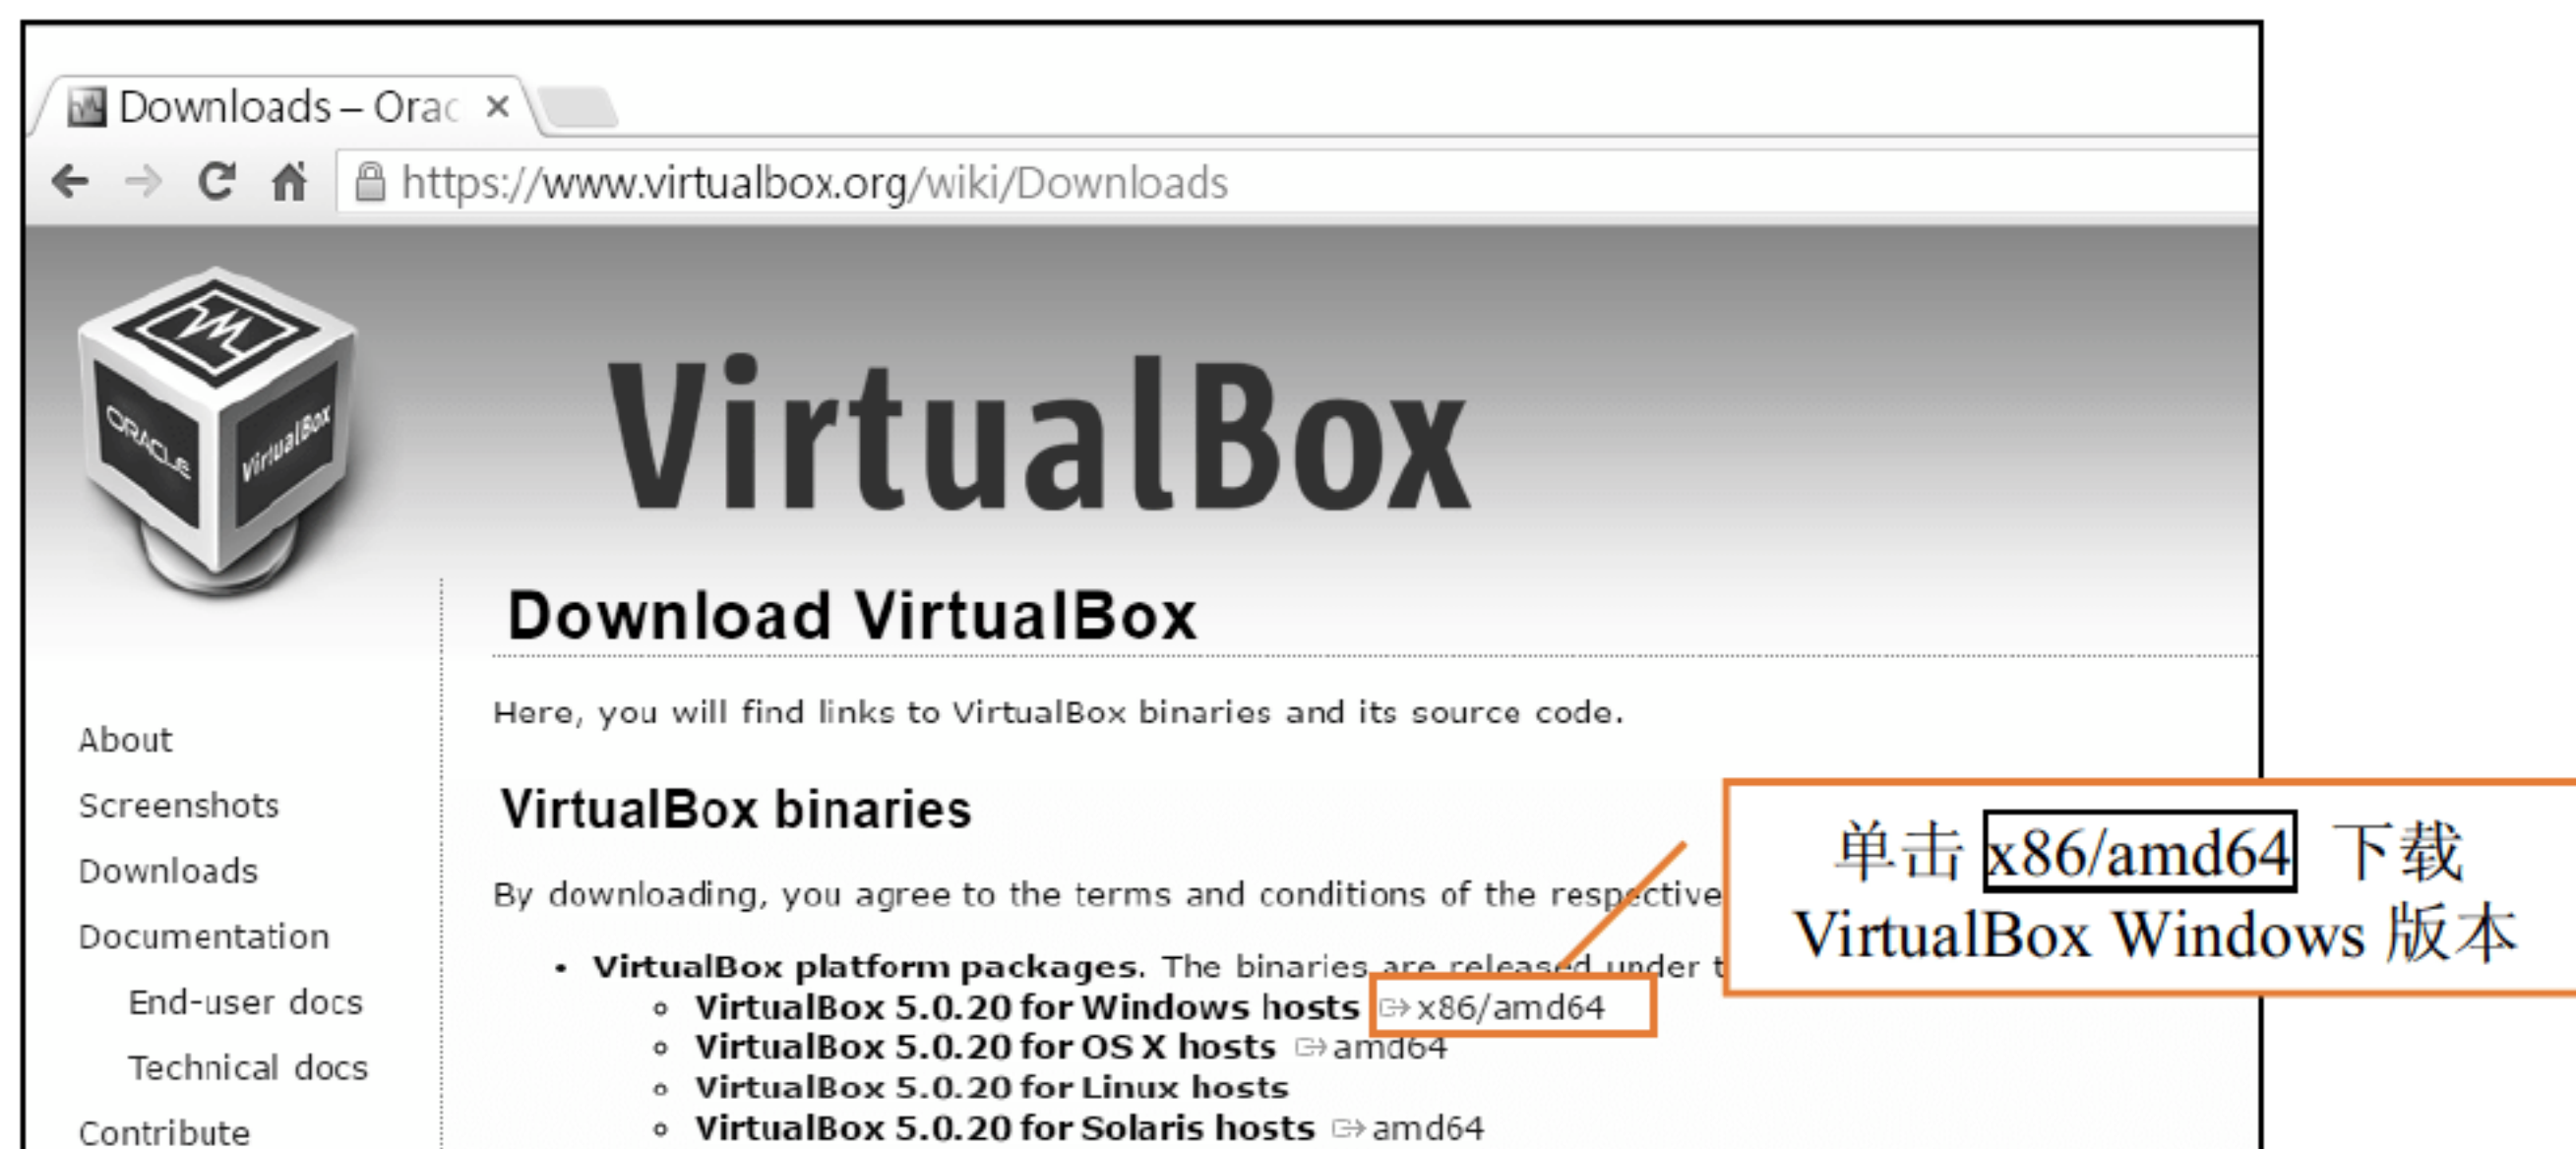 Downloads – Orac
https://www.virtualbox.org/wiki/Downloads
ORACLE
VirtualBox
VirtualBox
Download VirtualBox
Here, you will find links to VirtualBox binaries and its source code.
About
Screenshots
Downloads
Documentation
End-user docs
Technical docs
Contribute
VirtualBox binaries
By downloading, you agree to the terms and conditions of the respective
• VirtualBox platform packages. The binaries are released under t
VirtualBox 5.0.20 for Windows hosts x86/amd64
VirtualBox 5.0.20 for OS X hosts amd64
VirtualBox 5.0.20 for Linux hosts
VirtualBox 5.0.20 for Solaris hosts amd64
单击 x86/amd64 下载
VirtualBox Windows 版本